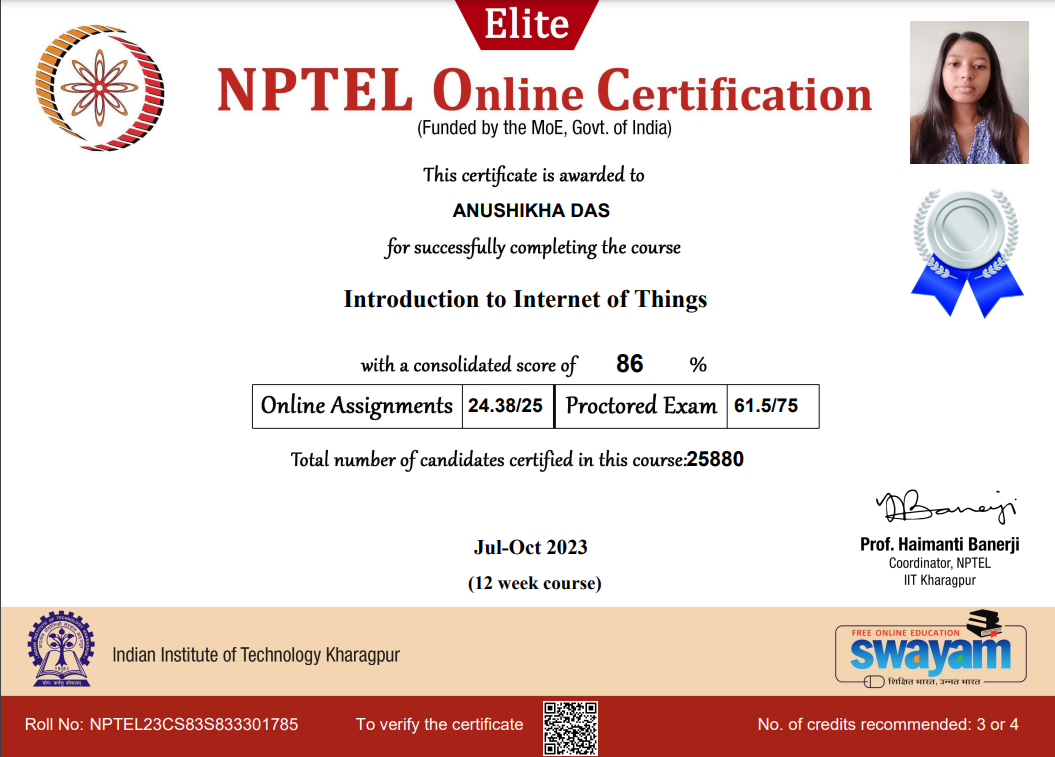 Elite
NPTEL Online Certification
(Funded by the MoE, Govt. of India)
This certificate is awarded to
ANUSHIKHA DAS
for successfully completing the course
Introduction to Internet of Things
with a consolidated score of 86 %
Online Assignments 24.38/25 Proctored Exam 61.5/75
Total number of candidates certified in this course:25880
Jul-Oct 2023
(12 week course)
Prof. Haimanti Banerji
Coordinator, NPTEL
IIT Kharagpur
Indian Institute of Technology Kharagpur
FREE ONLINE EDUCATION
swayam
शिक्षित भारत, उन्नत भारत
Roll No: NPTEL23CS83S833301785 To verify the certificate No. of credits recommended: 3 or 4